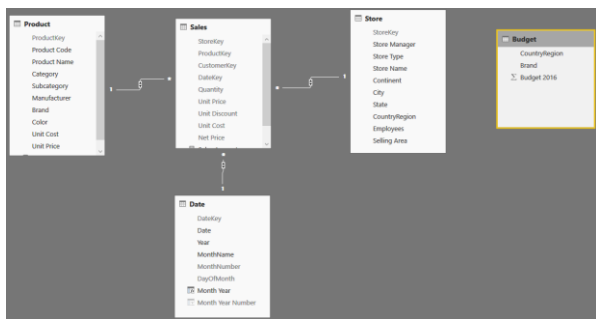 Product
ProductKey
Product Code
Product Name
Category
Subcategory
Manufacturer
Brand
Color
Unit Cost
Unit Price
Sales
StoreKey
ProductKey
CustomerKey
DateKey
Quantity
Unit Price
Unit Discount
Unit Cost
Net Price
Store
StoreKey
Store Manager
Store Type
Store Name
Continent
City
State
CountryRegion
Employees
Selling Area
Budget
CountryRegion
Brand
Σ Budget 2016
1
*
*
1
*
1
Date
DateKey
Date
Year
MonthName
MonthNumber
DayOfMonth
Month Year
Month Year Number